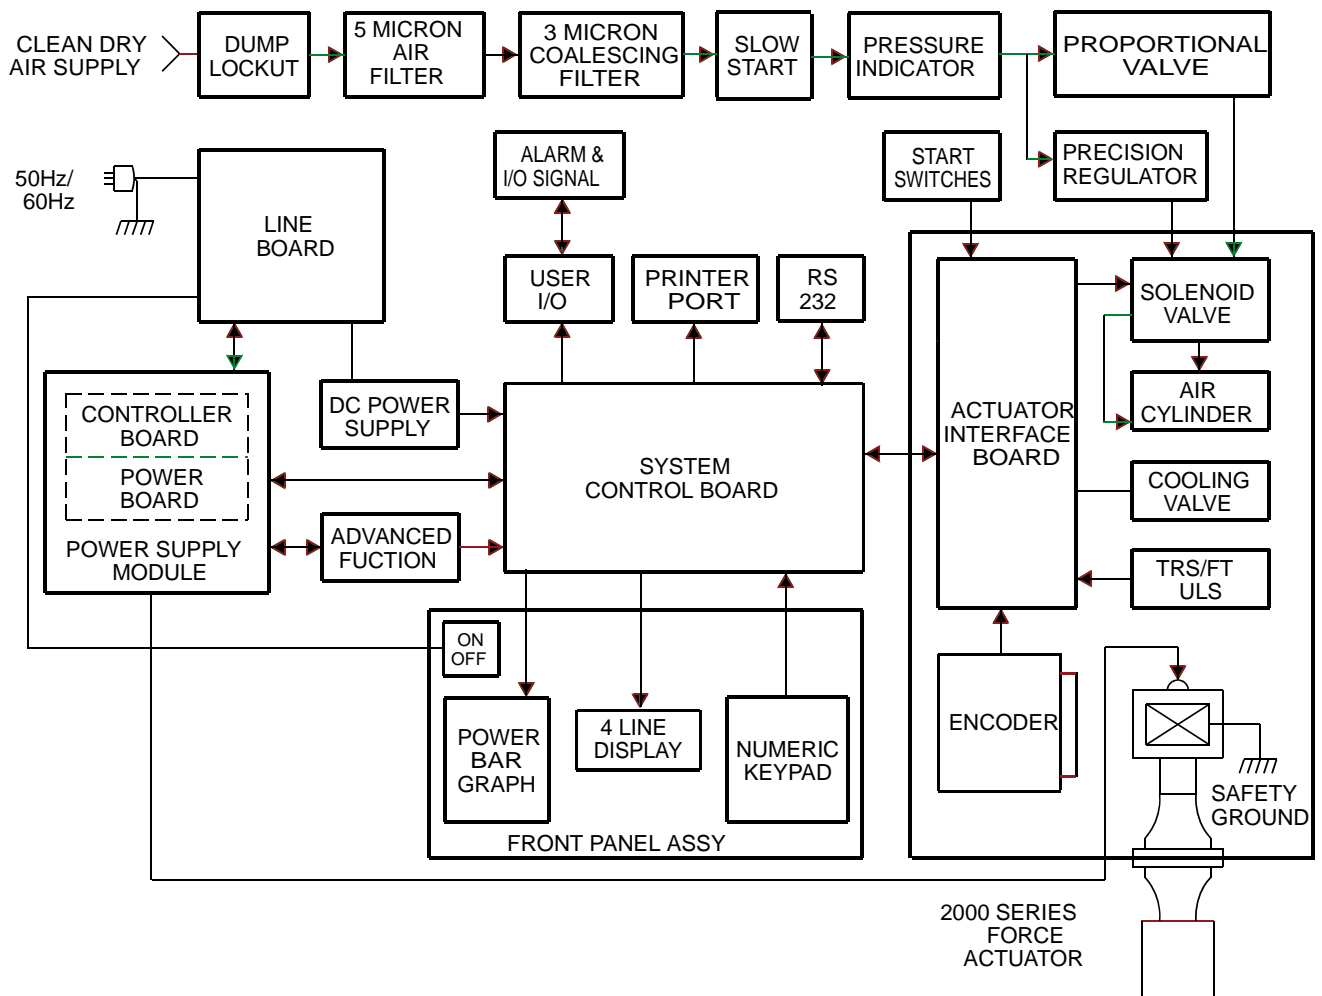 CLEAN DRY
AIR SUPPLY
DUMP
LOCKUT
5 MICRON
AIR
FILTER
3 MICRON
COALESCING
FILTER
SLOW
START
PRESSURE
INDICATOR
PROPORTIONAL
VALVE
50Hz/
60Hz
LINE
BOARD
ALARM &
I/O SIGNAL
START
SWITCHES
PRECISION
REGULATOR
USER
I/O
PRINTER
PORT
RS
232
SOLENOID
VALVE
CONTROLLER
BOARD
POWER
BOARD
POWER SUPPLY
MODULE
DC POWER
SUPPLY
ADVANCED
FUCTION
SYSTEM
CONTROL BOARD
ACTUATOR
INTERFACE
BOARD
AIR
CYLINDER
COOLING
VALVE
TRS/FT
ULS
ON
OFF
POWER
BAR
GRAPH
4 LINE
DISPLAY
NUMERIC
KEYPAD
FRONT PANEL ASSY
ENCODER
SAFETY
GROUND
2000 SERIES
FORCE
ACTUATOR